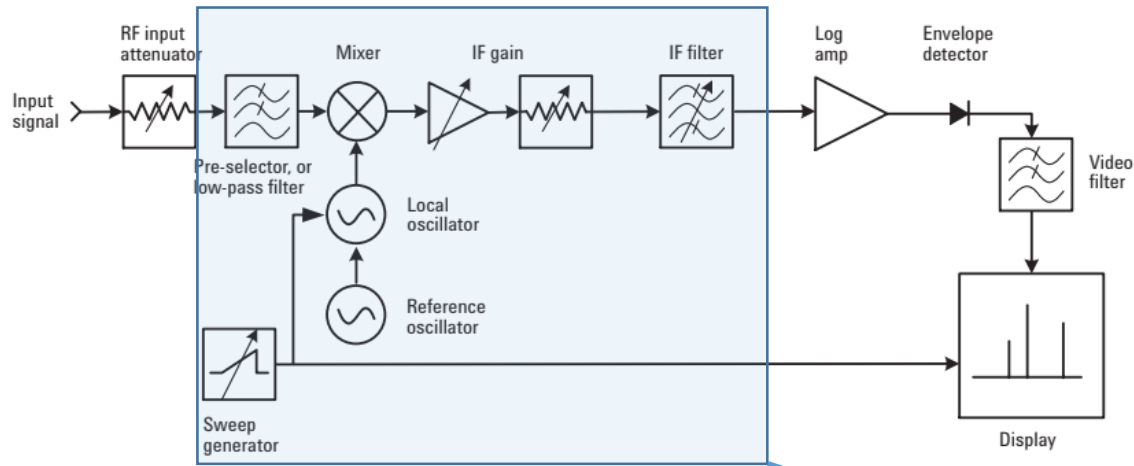 RF input
attenuator
Mixer
IF gain
IF filter
Log
amp
Envelope
detector
Input
signal
Pre-selector, or
low-pass filter
Video
filter
Local
oscillator
Reference
oscillator
Sweep
generator
Display